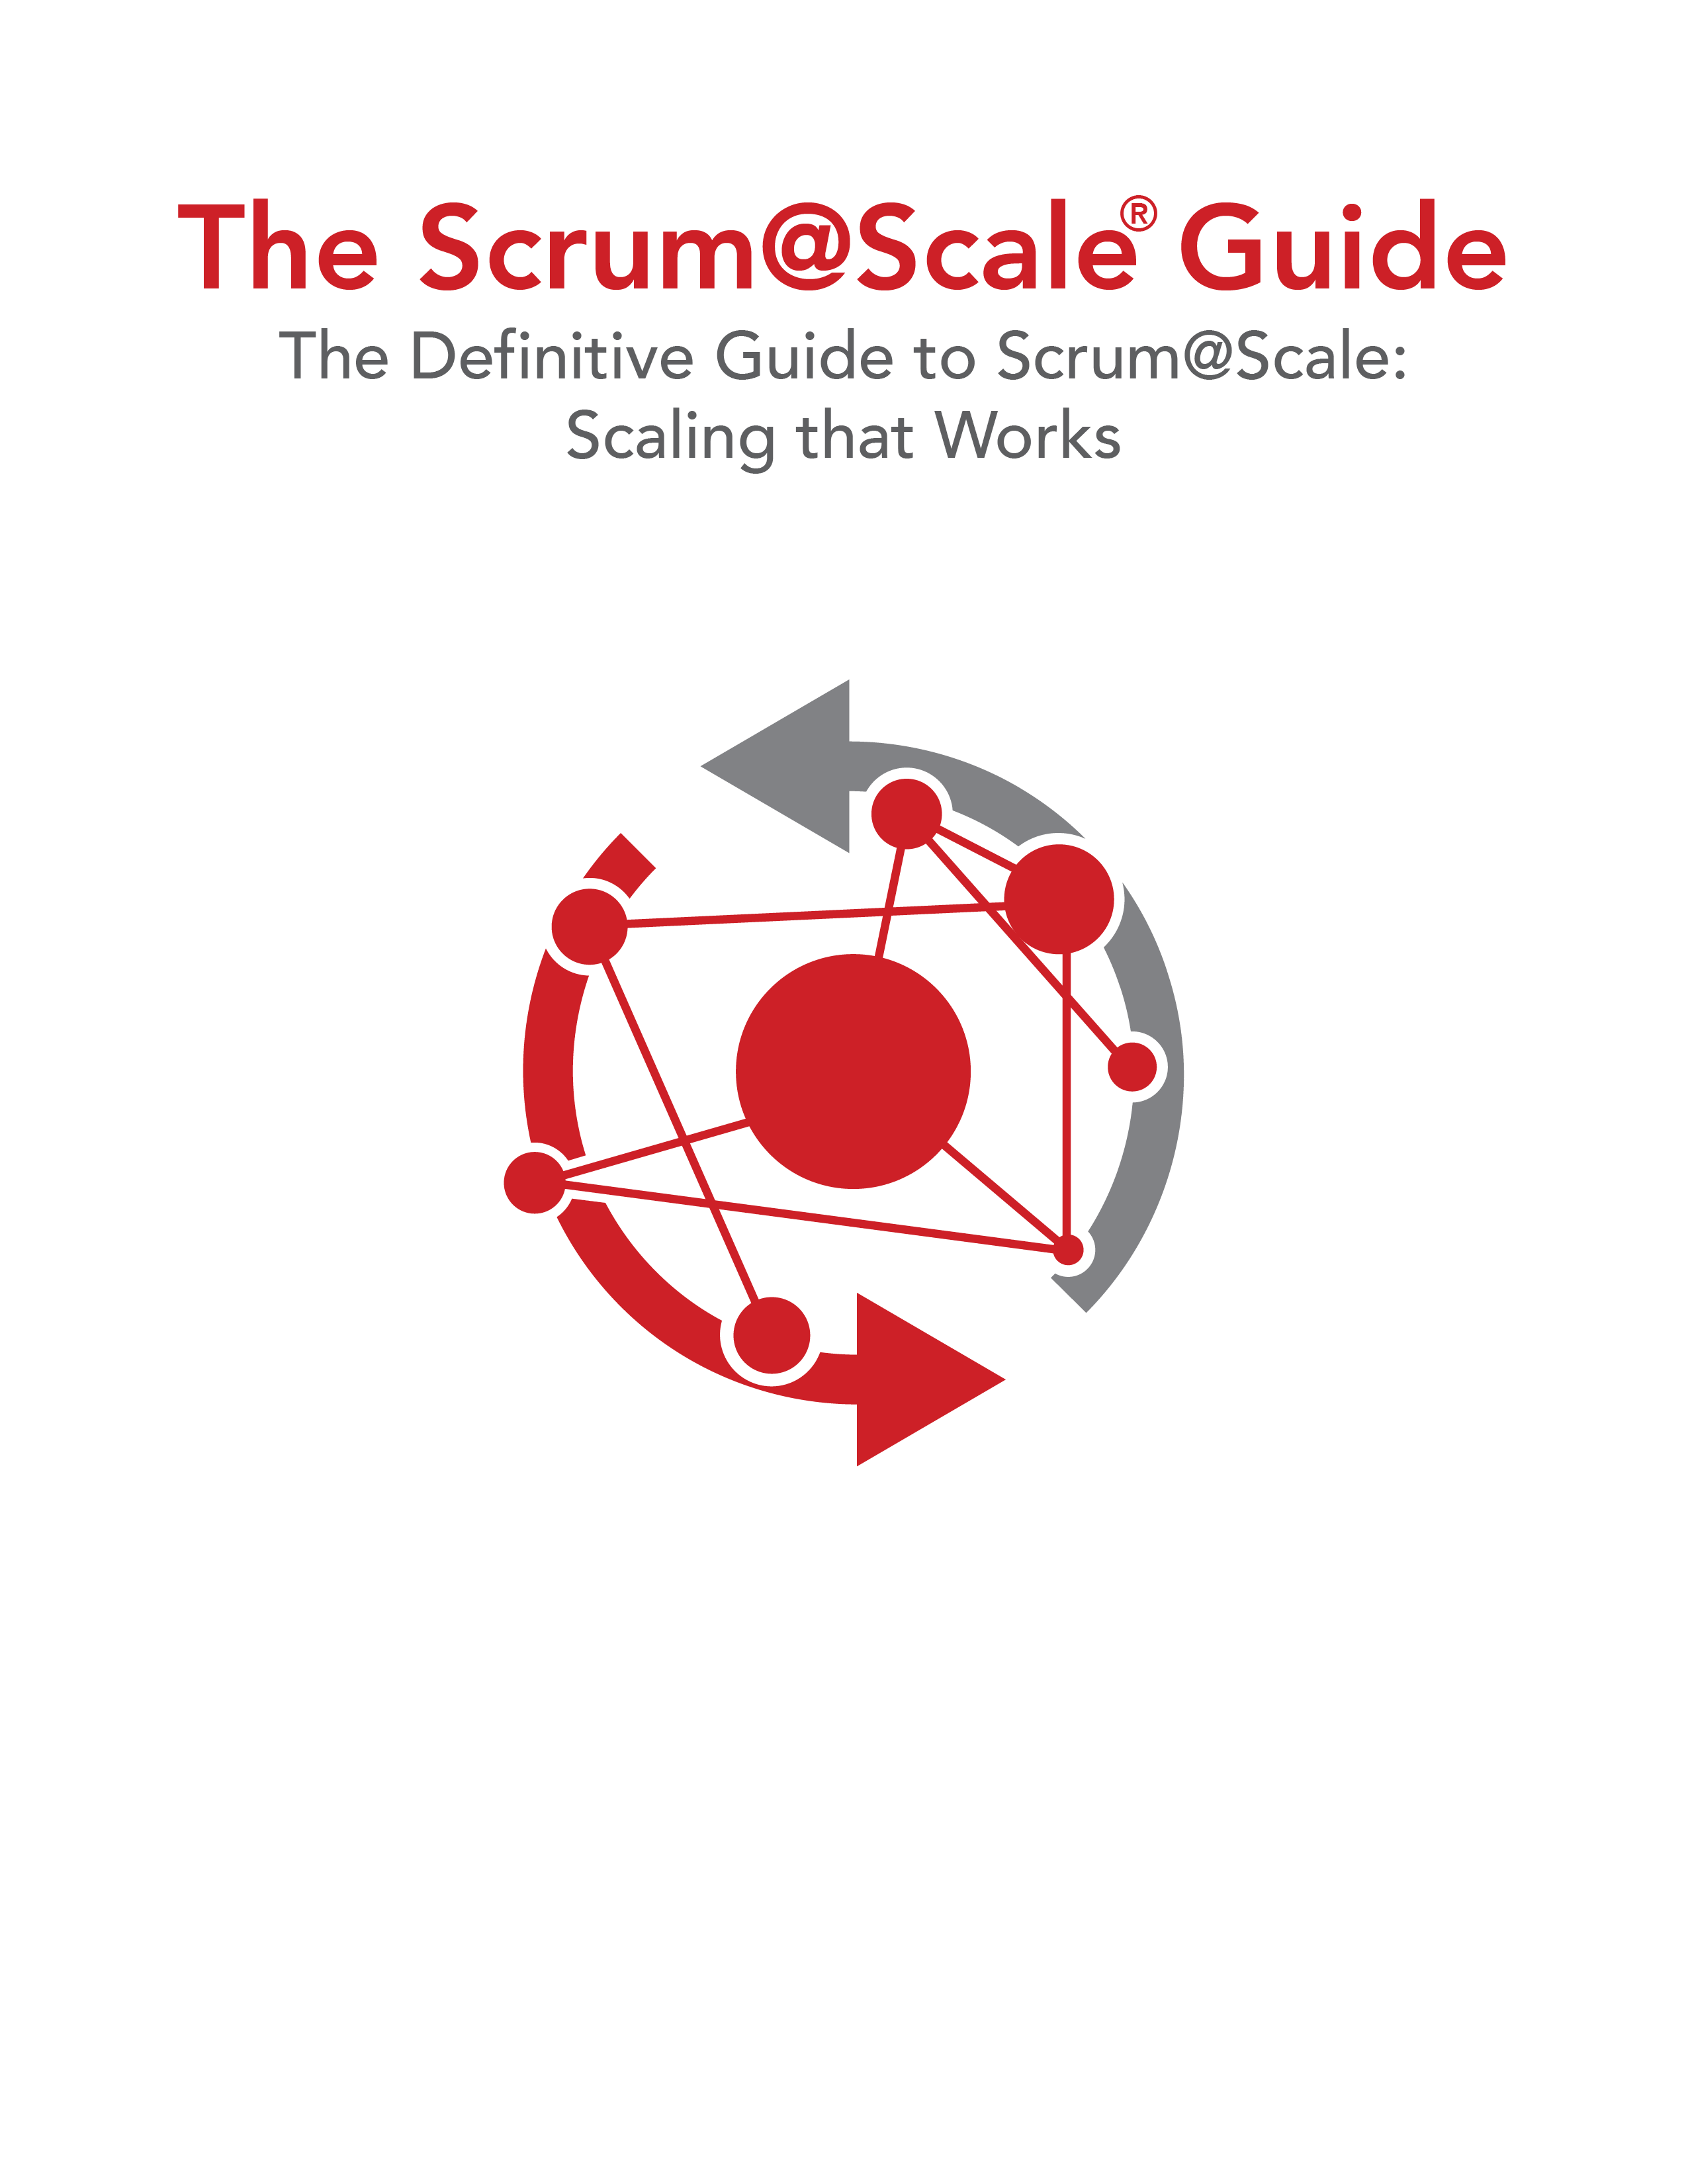 The Scrum@Scale® Guide
The Definitive Guide to Scrum@Scale:
Scaling that Works